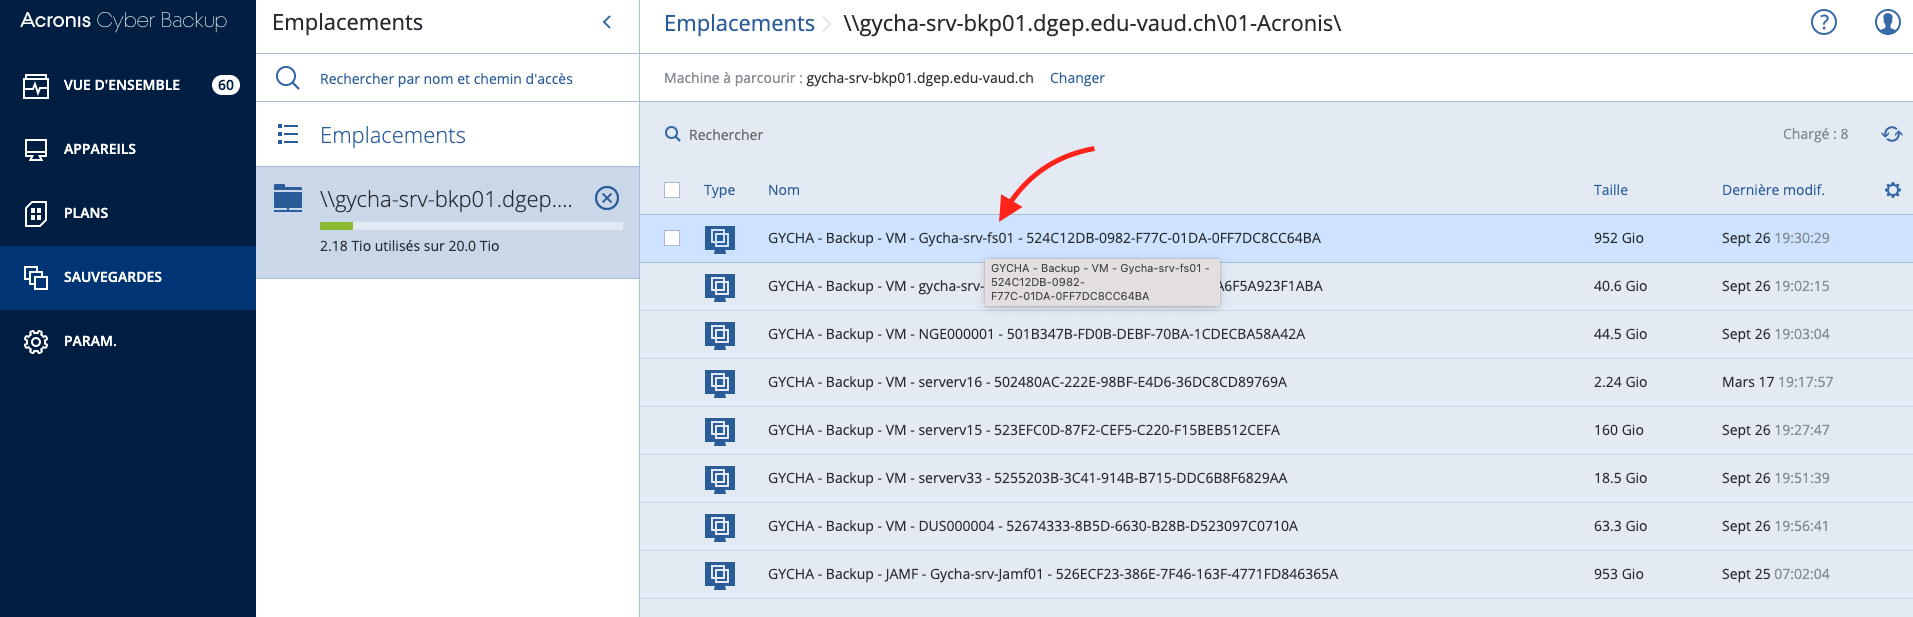 Acronis Cyber Backup
VUE D'ENSEMBLE 60
APPAREILS
PLANS
SAUVEGARDES
PARAM.
Emplacements
Rechercher par nom et chemin d'accès
Emplacements
\\gycha-srv-bkp01.dgep....
2.18 Tio utilisés sur 20.0 Tio
Emplacements \\gycha-srv-bkp01.dgep.edu-vaud.ch\01-Acronis\
Machine à parcourir : gycha-srv-bkp01.dgep.edu-vaud.ch Changer
Rechercher Chargé : 8
Type Nom Taille Dernière modif.
GYCHA - Backup - VM - Gycha-srv-fs01 - 524C12DB-0982-F77C-01DA-0FF7DC8CC64BA 952 Gio Sept 26 19:30:29
GYCHA - Backup - VM - Gycha-srv-fs01 -
524C12DB-0982-
F77C-01DA-0FF7DC8CC64BA
GYCHA - Backup - VM - gycha-srv- A6F5A923F1ABA 40.6 Gio Sept 26 19:02:15
GYCHA - Backup - VM - NGE000001 - 501B347B-FD0B-DEBF-70BA-1CDECBA58A42A 44.5 Gio Sept 26 19:03:04
GYCHA - Backup - VM - serverv16 - 502480AC-222E-98BF-E4D6-36DC8CD89769A 2.24 Gio Mars 17 19:17:57
GYCHA - Backup - VM - serverv15 - 523EFC0D-87F2-CEF5-C220-F15BEB512CEFA 160 Gio Sept 26 19:27:47
GYCHA - Backup - VM - serverv33 - 5255203B-3C41-914B-B715-DDC6B8F6829AA 18.5 Gio Sept 26 19:51:39
GYCHA - Backup - VM - DUS000004 - 52674333-8B5D-6630-B28B-D523097C0710A 63.3 Gio Sept 26 19:56:41
GYCHA - Backup - JAMF - Gycha-srv-Jamf01 - 526ECF23-386E-7F46-163F-4771FD846365A 953 Gio Sept 25 07:02:04